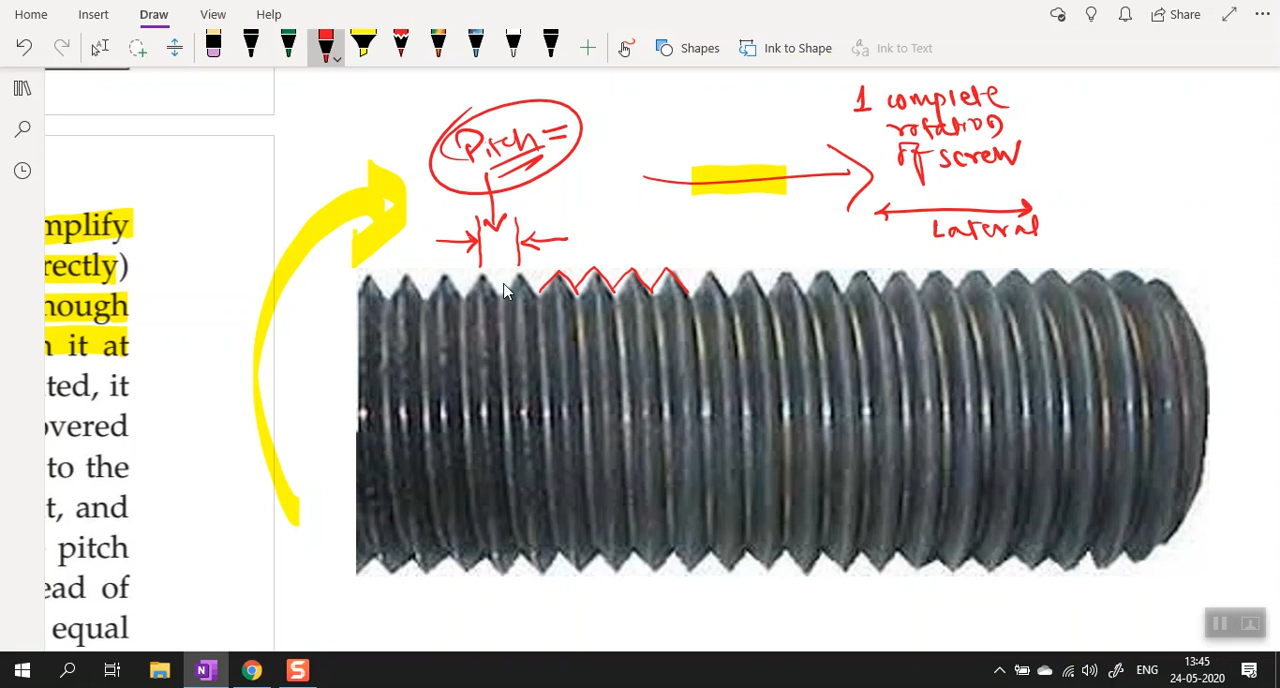 Home Insert Draw View Help
Share
Shapes Ink to Shape Ink to Text
Pitch =
1 complete
rotation
of screw
Lateral
mplify
rectly)
nough
n it at
ted, it
overed
to the
t, and
pitch
ead of
equal
ENG
13:45
24-05-2020